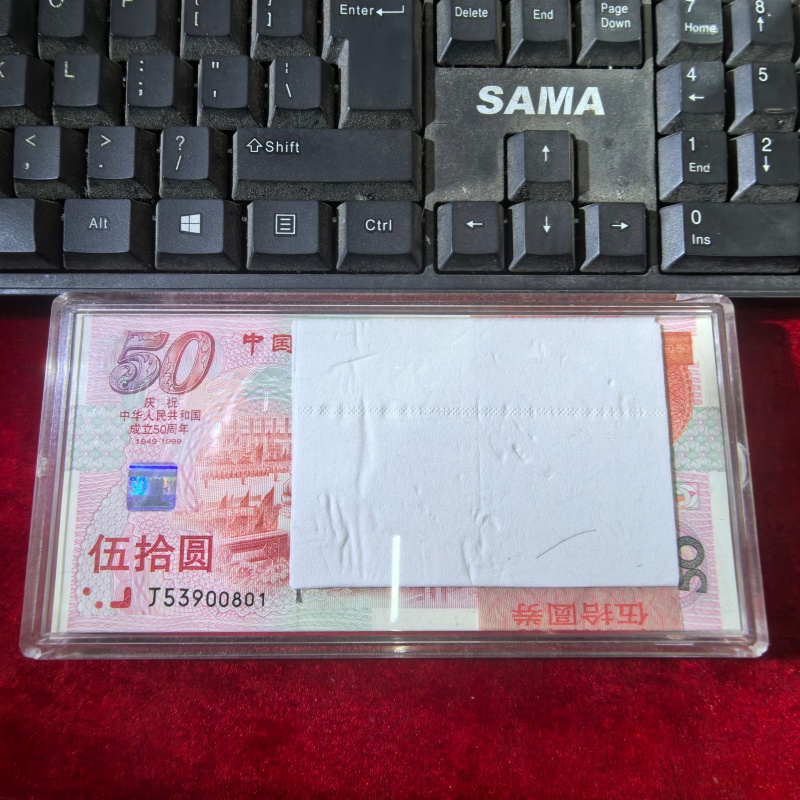 P [ ] Enter Delete End Page Down 7 Home 8
K L : ; " ' | \ SAMA 4 5
< , > . ? / Shift 1 End 2
Alt Ctrl 0 Ins
50 中国
庆祝
中华人民共和国
成立50周年
1949-1999
伍拾圆
J53900801
50
伍拾圆券